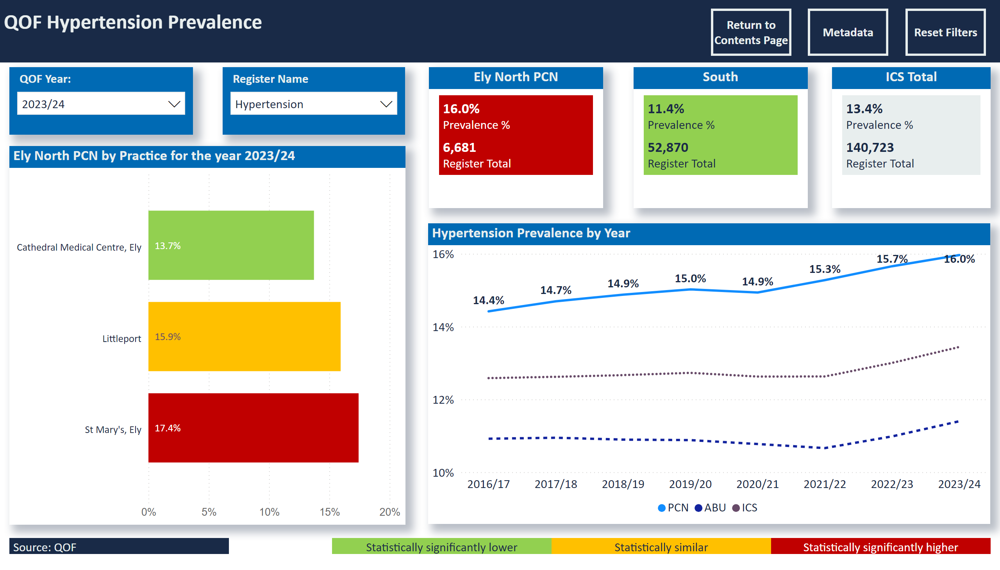 QOF Hypertension Prevalence
Return to
Contents Page
Metadata
Reset Filters
QOF Year:
2023/24
Register Name
Hypertension
Ely North PCN
16.0%
Prevalence %
6,681
Register Total
South
11.4%
Prevalence %
52,870
Register Total
ICS Total
13.4%
Prevalence %
140,723
Register Total
Ely North PCN by Practice for the year 2023/24
Cathedral Medical Centre, Ely
13.7%
Littleport
15.9%
St Mary's, Ely
17.4%
0% 5% 10% 15% 20%
Hypertension Prevalence by Year
16%
14%
12%
10%
14.4% 14.7% 14.9% 15.0% 14.9% 15.3% 15.7% 16.0%
2016/17 2017/18 2018/19 2019/20 2020/21 2021/22 2022/23 2023/24
PCN ABU ICS
Source: QOF
Statistically significantly lower
Statistically similar
Statistically significantly higher